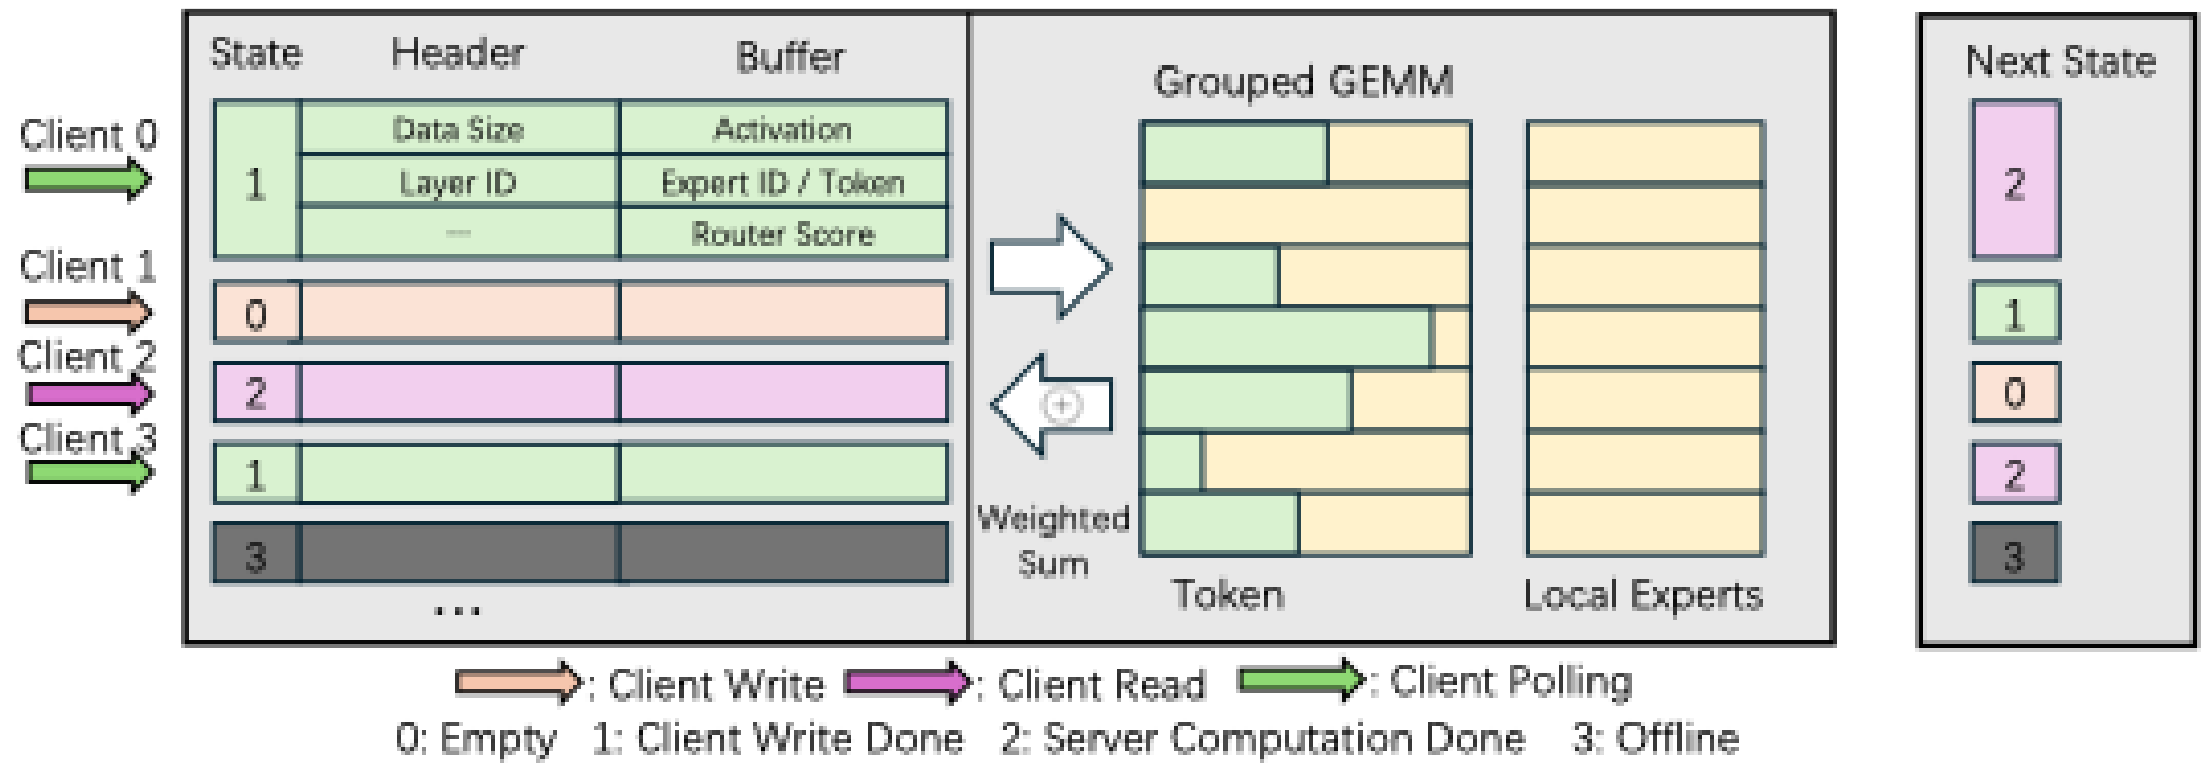 State Header Buffer
Client 0
1
Data Size Activation
Layer ID Expert ID / Token
... Router Score
Client 1
0
Client 2
2
Client 3
1
3
...
Grouped GEMM
Weighted
Sum
Token Local Experts
Next State
2
1
0
2
3
: Client Write : Client Read : Client Polling
0: Empty 1: Client Write Done 2: Server Computation Done 3: Offline